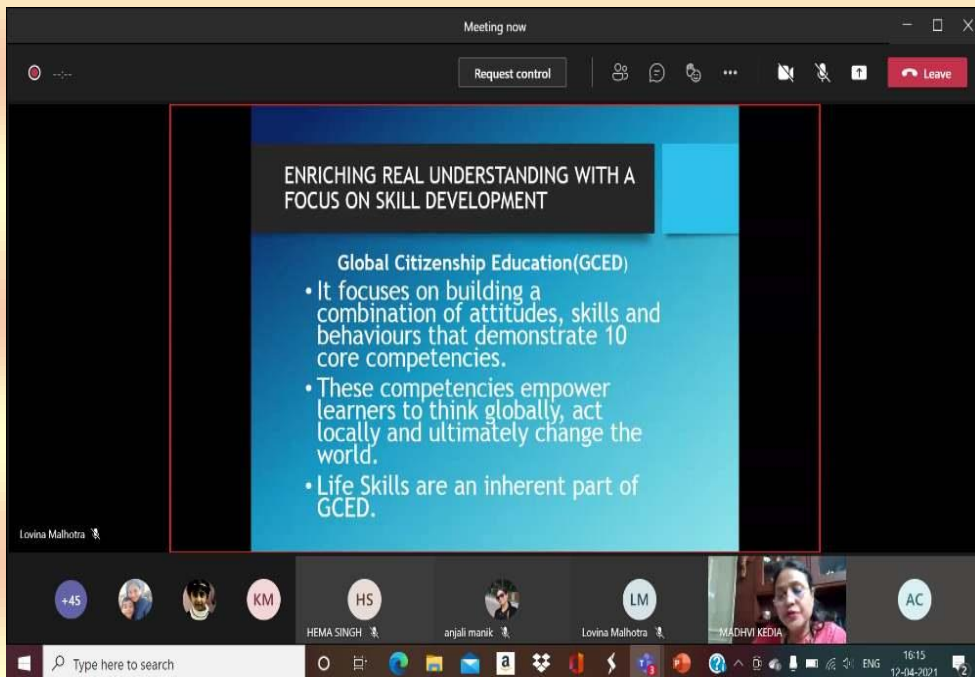 Meeting now
--:--
Request control
Leave
ENRICHING REAL UNDERSTANDING WITH A
FOCUS ON SKILL DEVELOPMENT
Global Citizenship Education(GCED)
• It focuses on building a
combination of attitudes, skills and
behaviours that demonstrate 10
core competencies.
• These competencies empower
learners to think globally, act
locally and ultimately change the
world.
• Life Skills are an inherent part of
GCED.
Lovina Malhotra
+45
KM
HS
LM
AC
HEMA SINGH
anjali manik
Lovina Malhotra
MADHVI KEDIA
Type here to search
a
ENG
16:15
12-04-2021
2